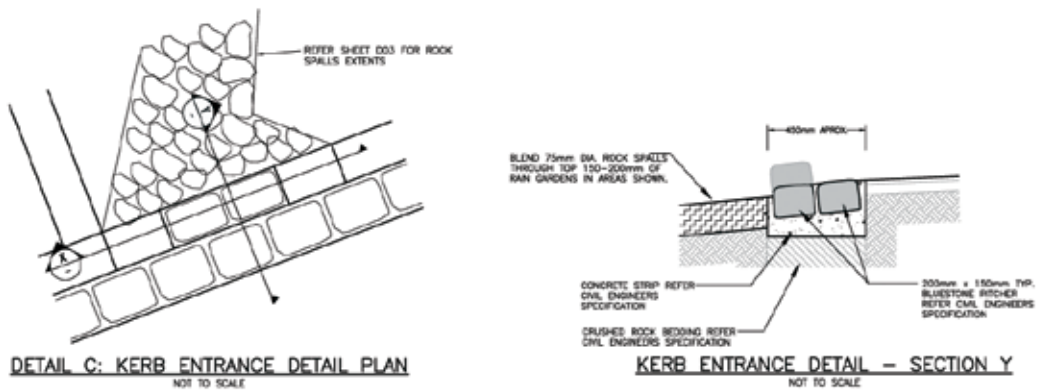 REFER SHEET D03 FOR ROCK
SPALLS EXTENTS
X
DETAIL C: KERB ENTRANCE DETAIL PLAN
NOT TO SCALE
BLEND 75mm DIA. ROCK SPALLS
THROUGH TOP 150-200mm OF
RAIN GARDENS IN AREAS SHOWN.
APROX.
CONCRETE STRIP REFER
CIVIL ENGINEERS
SPECIFICATION
CRUSHED ROCK BEDDING REFER
CIVIL ENGINEERS SPECIFICATION
200mm x 150mm TYP.
BLUESTONE PITCHER
REFER CIVIL ENGINEERS
SPECIFICATION
KERB ENTRANCE DETAIL - SECTION Y
NOT TO SCALE